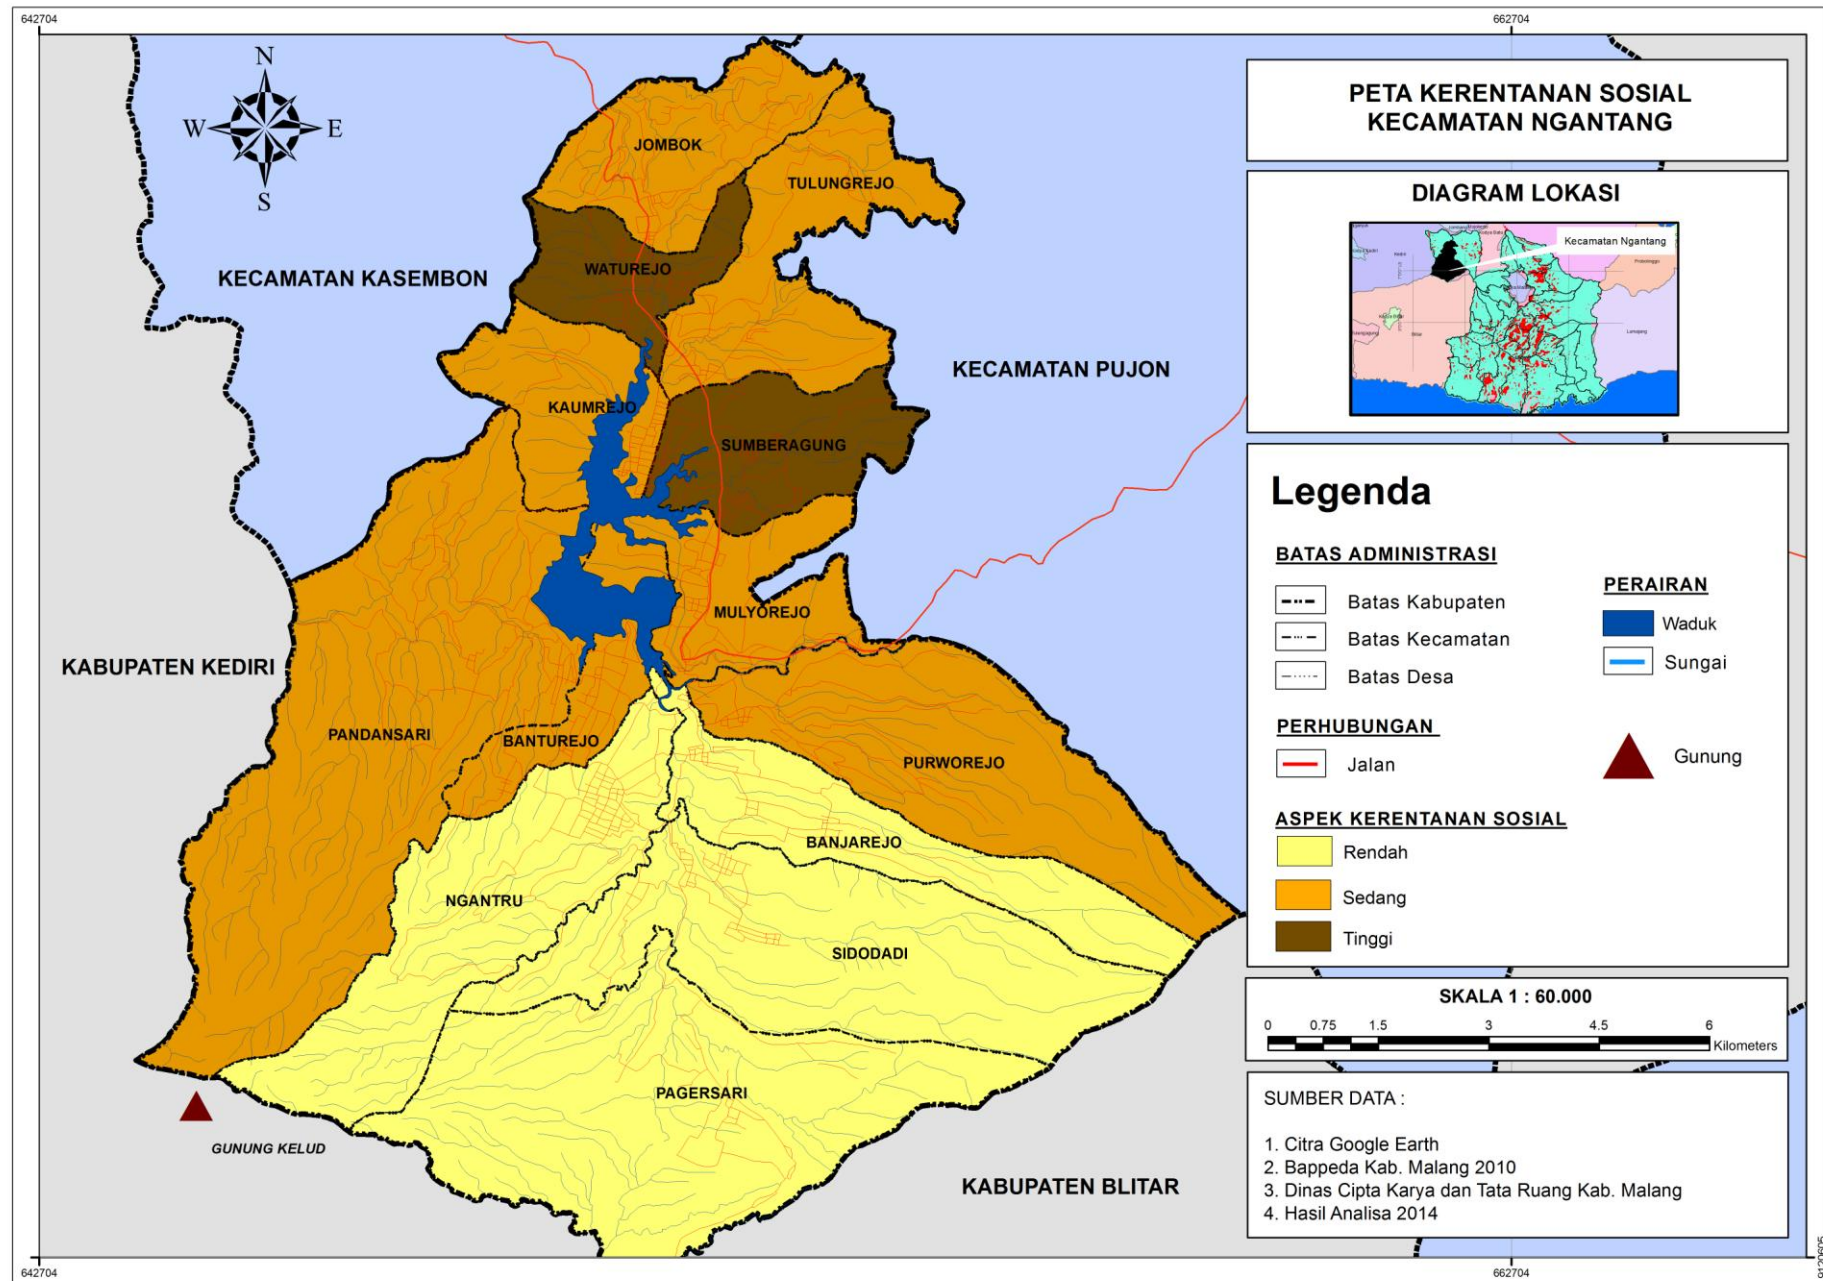 642704
662704
N
W
E
S
JOMBOK
TULUNGREJO
WATUREJO
KECAMATAN KASEMBON
KECAMATAN PUJON
KAUMREJO
SUMBERAGUNG
MULYOREJO
KABUPATEN KEDIRI
PANDANSARI
BANTUREJO
PURWOREJO
BANJAREJO
NGANTRU
SIDODADI
PAGERSARI
GUNUNG KELUD
KABUPATEN BLITAR
PETA KERENTANAN SOSIAL
KECAMATAN NGANTANG
DIAGRAM LOKASI
Kecamatan Ngantang
Legenda
BATAS ADMINISTRASI
Batas Kabupaten
Batas Kecamatan
Batas Desa
PERHUBUNGAN
Jalan
ASPEK KERENTANAN SOSIAL
Rendah
Sedang
Tinggi
PERAIRAN
Waduk
Sungai
Gunung
SKALA 1 : 60.000
0 0.75 1.5 3 4.5 6
Kilometers
SUMBER DATA :
1. Citra Google Earth
2. Bappeda Kab. Malang 2010
3. Dinas Cipta Karya dan Tata Ruang Kab. Malang
4. Hasil Analisa 2014
642704
662704